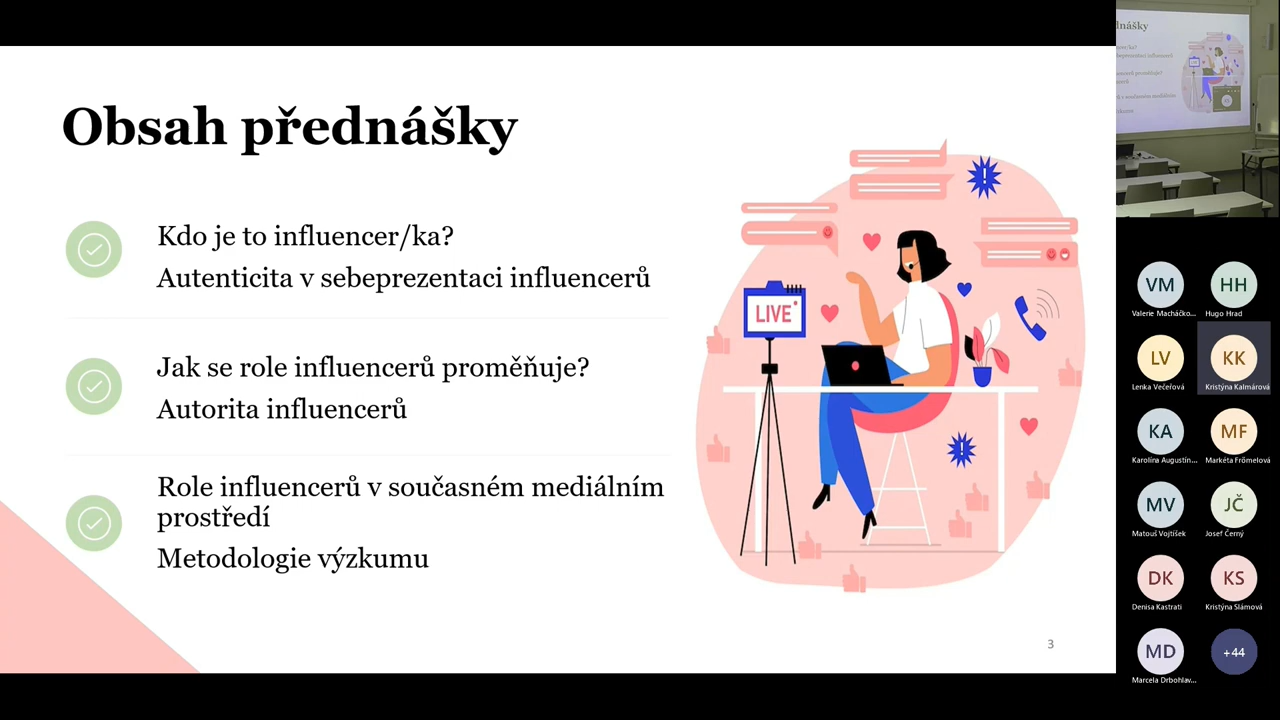 Obsah přednášky
Kdo je to influencer/ka?
Autenticita v sebeprezentaci influencerů
Jak se role influencerů proměňuje?
Autorita influencerů
Role influencerů v současném mediálním
prostředí
Metodologie výzkumu
LIVE
3
VM
Valerie Macháčko...
HH
Hugo Hrad
LV
Lenka Večeřová
KK
Kristýna Kalmárová
KA
Karolína Augustin...
MF
Markéta Frömelová
MV
Matouš Vojtíšek
JČ
Josef Černý
DK
Denisa Kastrati
KS
Kristýna Slámová
MD
Marcela Drbohlav...
+44